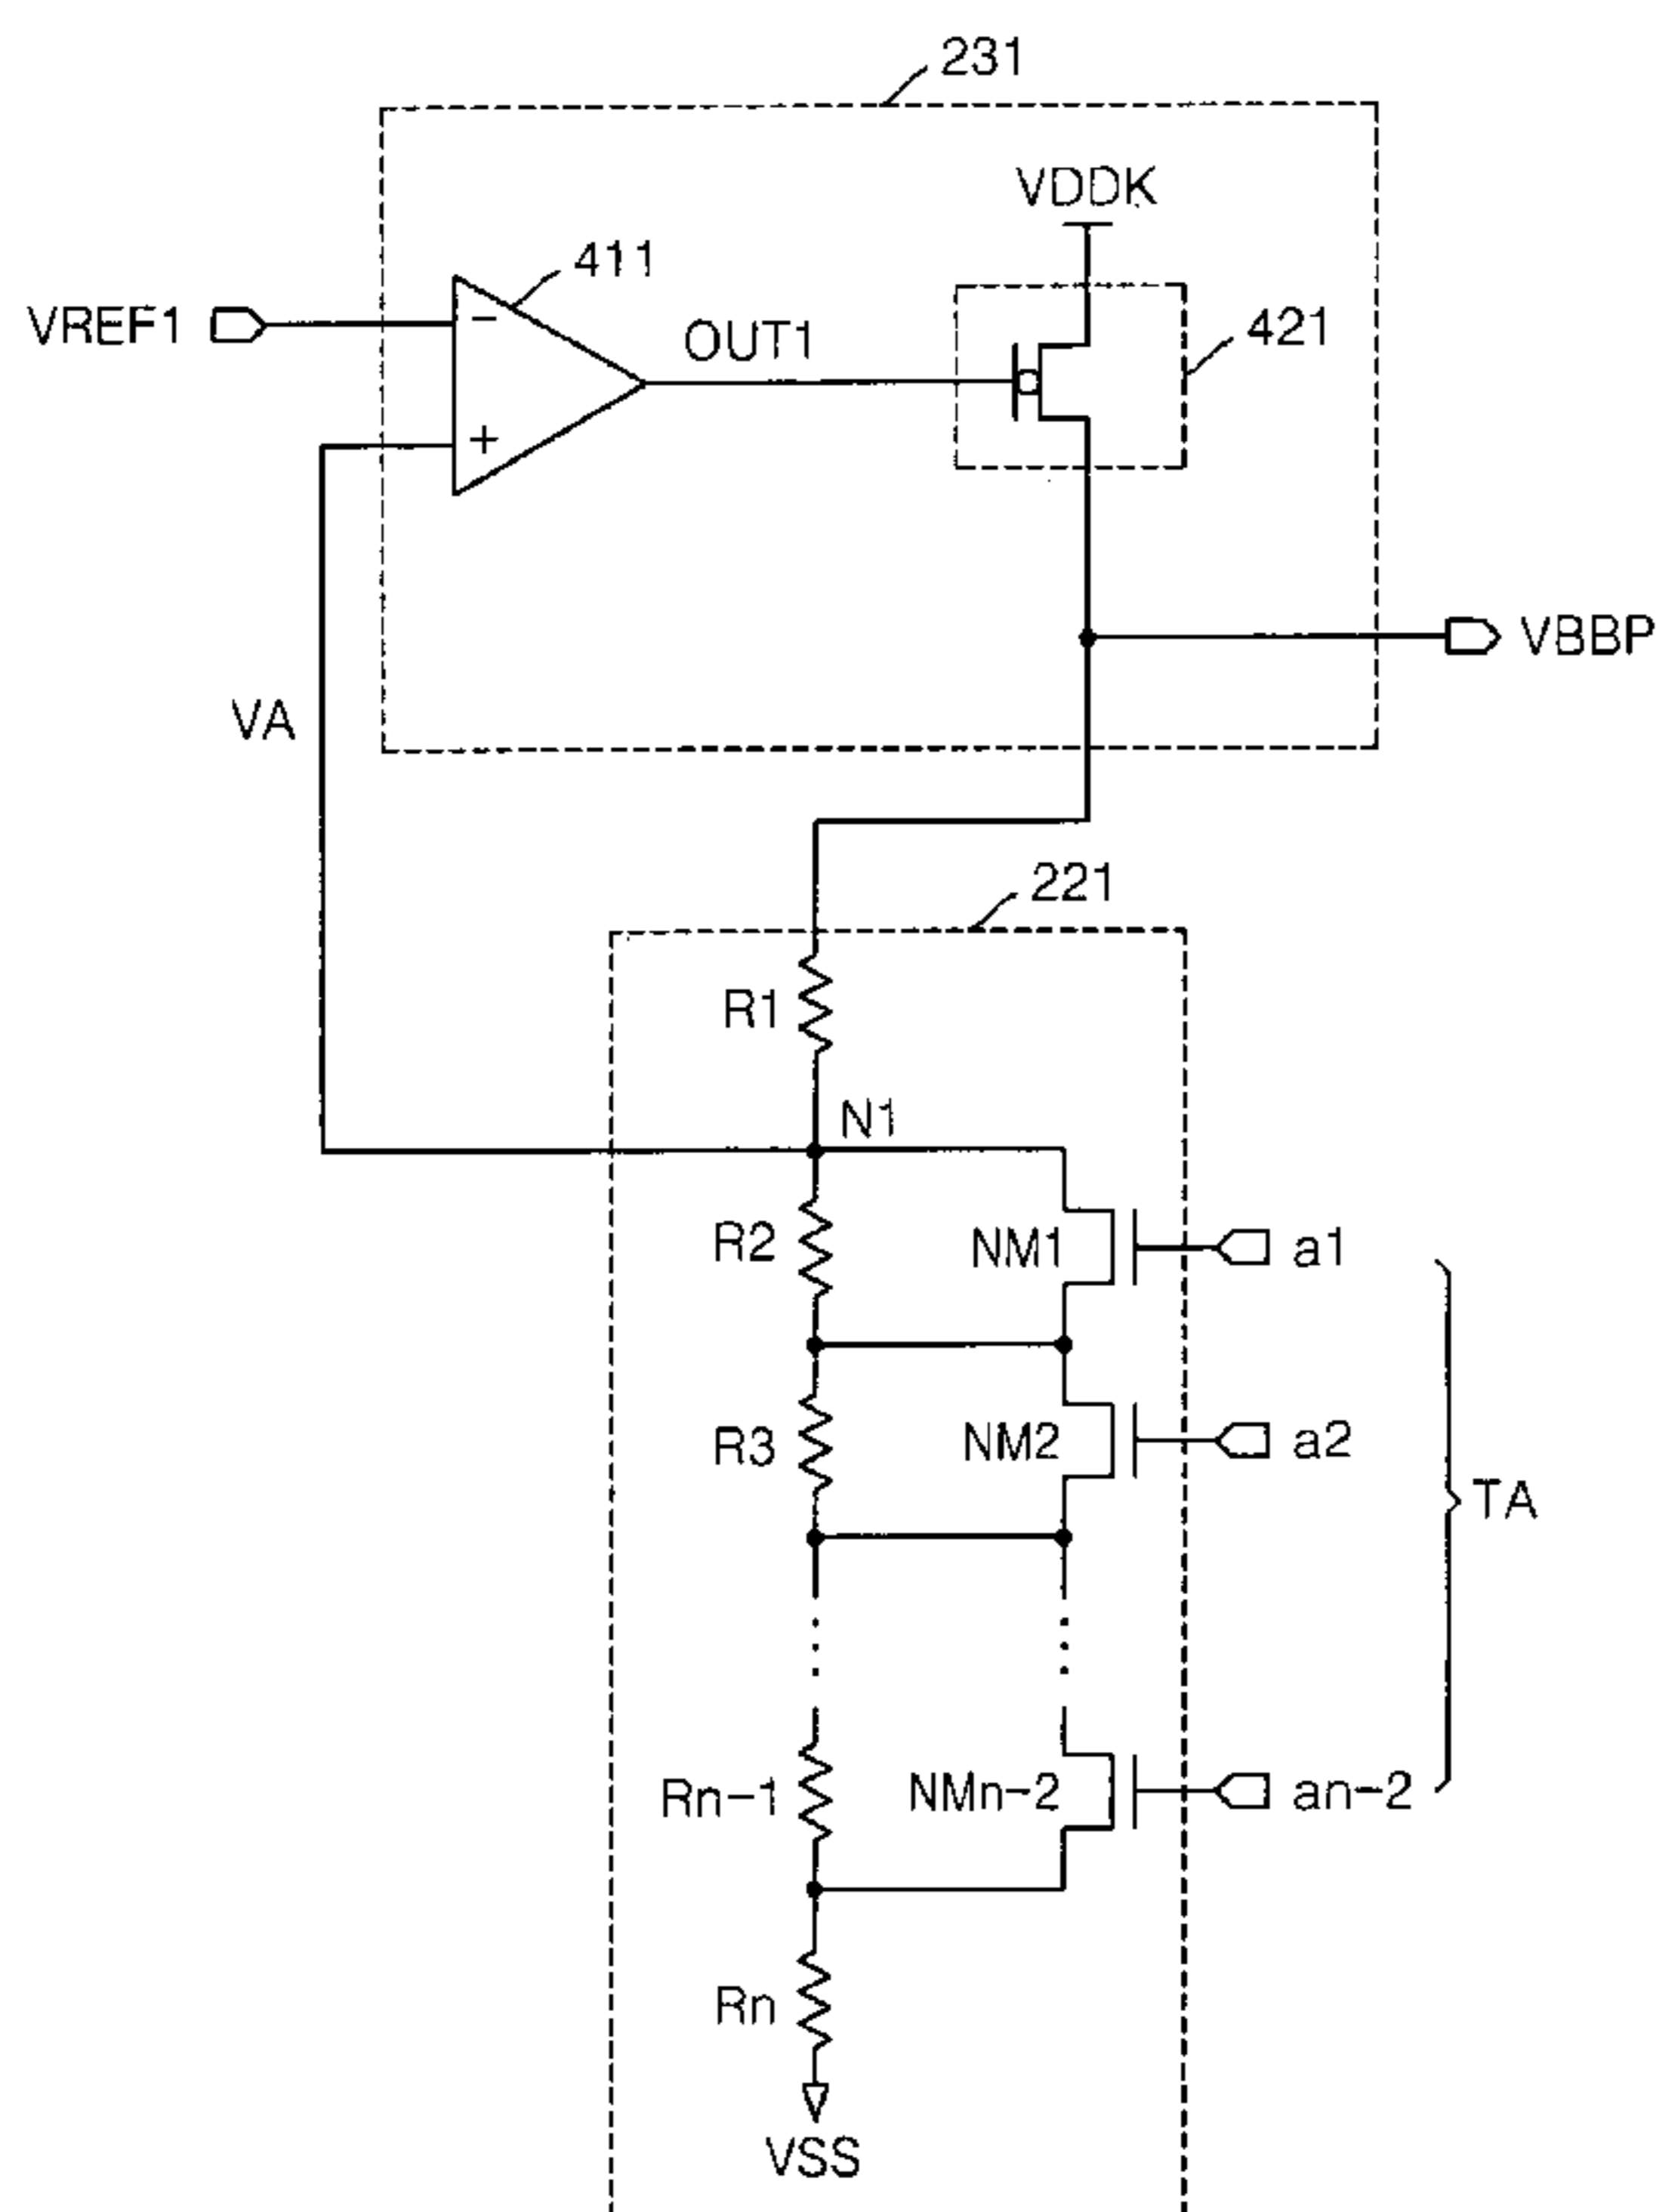 231
VDDK
411
VREF1
OUT1
421
-
+
VBBP
VA
221
R1
N1
R2
NM1
a1
R3
NM2
a2
TA
Rn-1
NMn-2
an-2
Rn
VSS